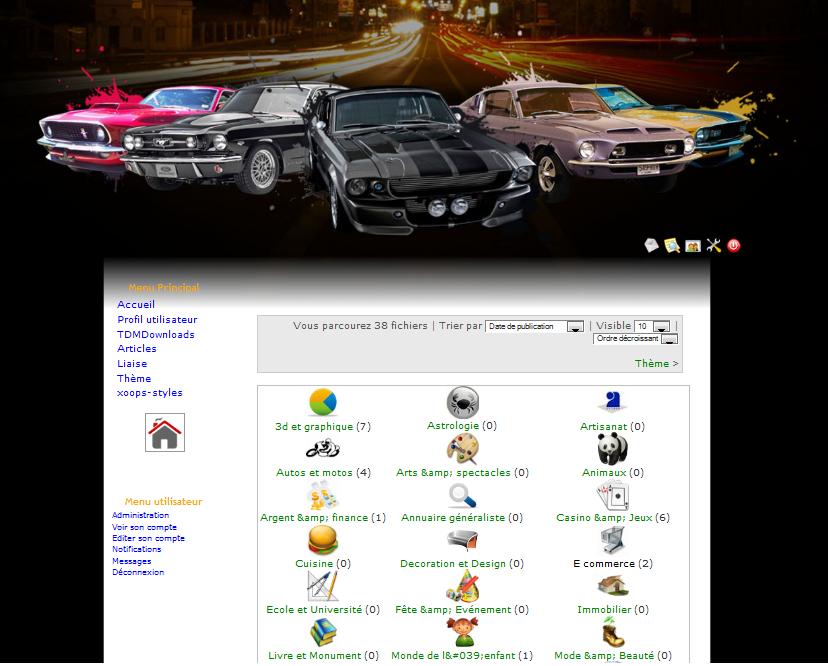 Menu Principal
Accueil
Profil utilisateur
TDMDownloads
Articles
Liaise
Thème
xoops-styles
Menu utilisateur
Administration
Voir son compte
Editer son compte
Notifications
Messages
Déconnexion
Vous parcourez 38 fichiers | Trier par Date de publication | Visible 10 |
Ordre décroissant
Thème >
3d et graphique (7) Astrologie (0) Artisanat (0)
Autos et motos (4) Arts &amp; spectacles (0) Animaux (0)
Argent &amp; finance (1) Annuaire généraliste (0) Casino &amp; Jeux (6)
Cuisine (0) Decoration et Design (0) E commerce (2)
Ecole et Université (0) Fête &amp; Evénement (0) Immobilier (0)
Livre et Monument (0) Monde de l&#039;enfant (1) Mode &amp; Beauté (0)